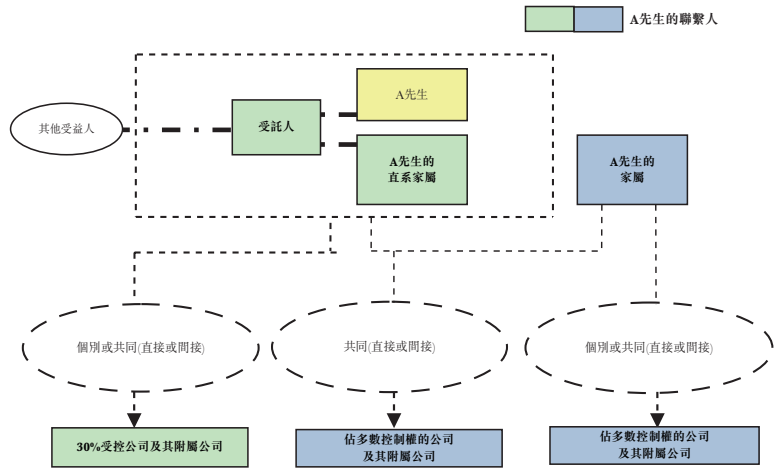 A先生的聯繫人
A先生
其他受益人
受託人
A先生的
直系家屬
A先生的
家屬
個別或共同(直接或間接)
共同(直接或間接)
個別或共同(直接或間接)
30%受控公司及其附屬公司
佔多數控制權的公司
及其附屬公司
佔多數控制權的公司
及其附屬公司